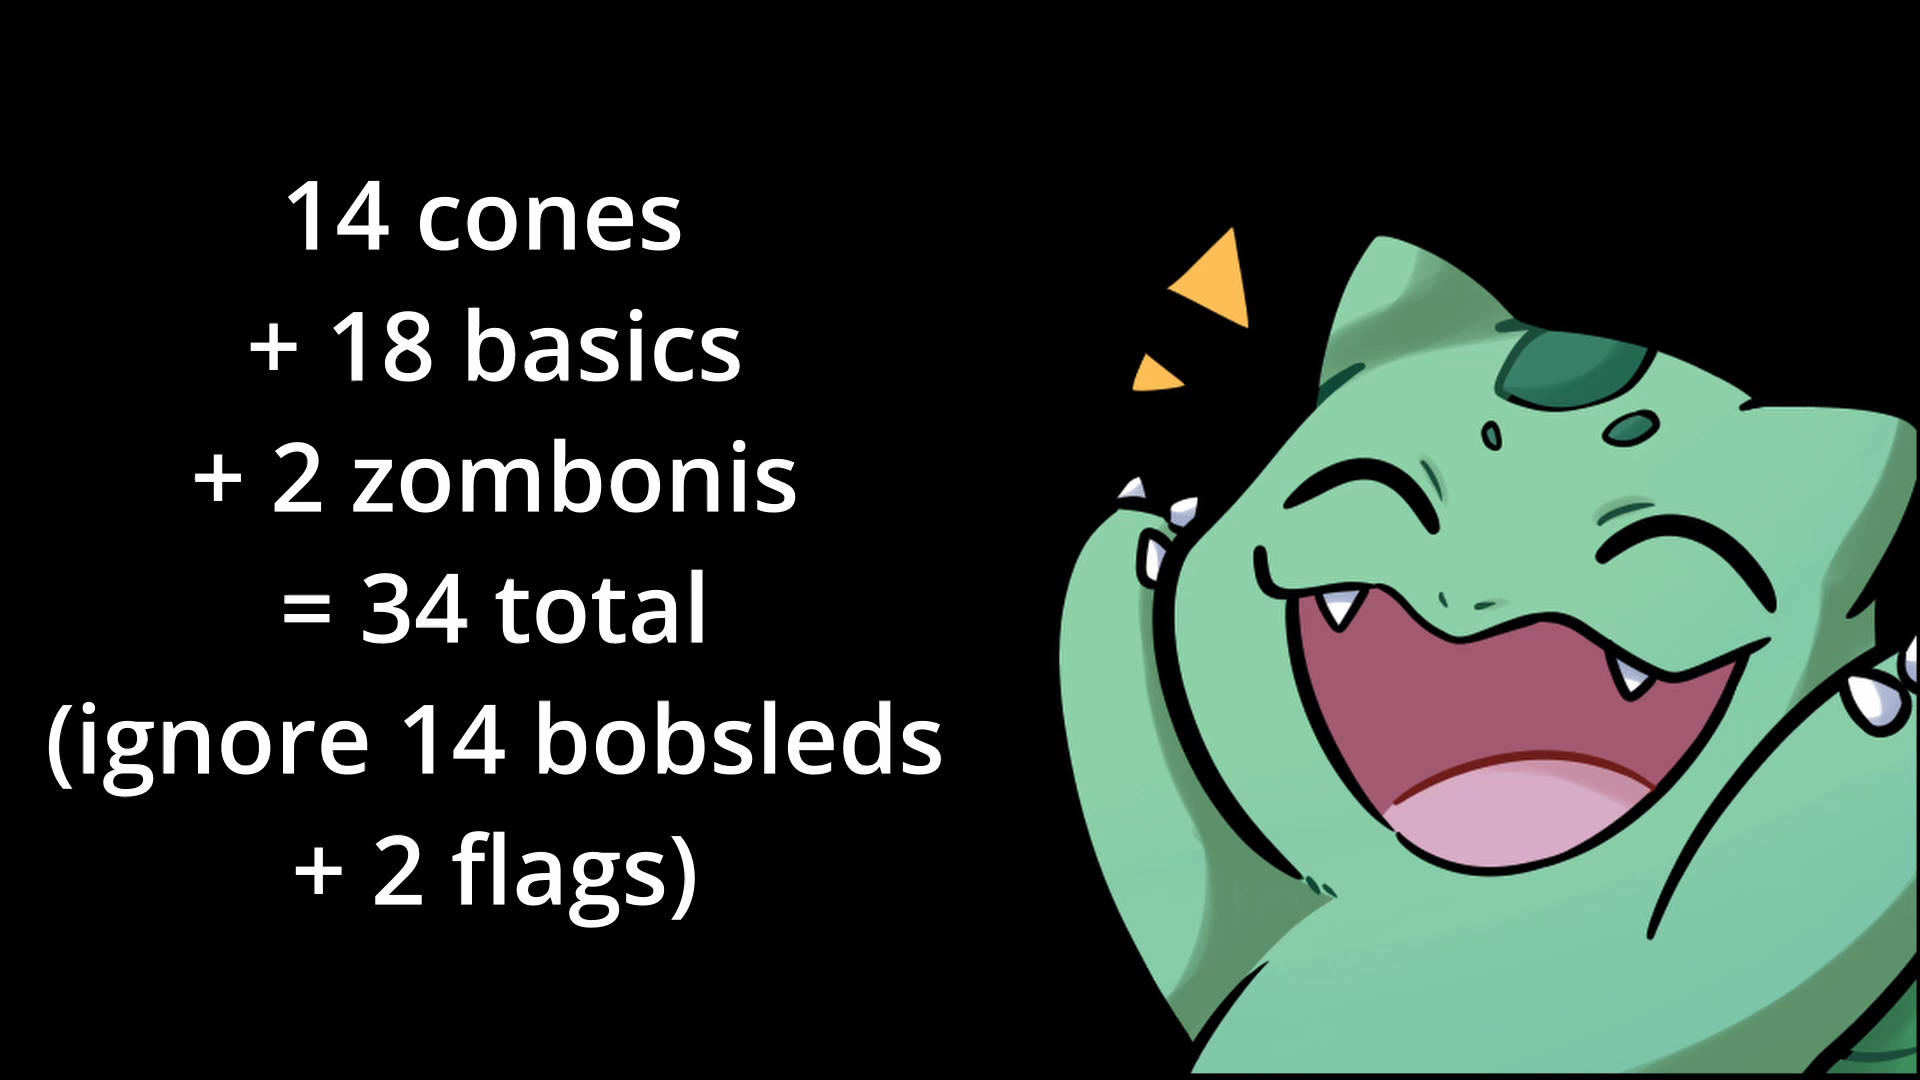 14 cones
+ 18 basics
+ 2 zombonis
= 34 total
(ignore 14 bobsleds
+ 2 flags)